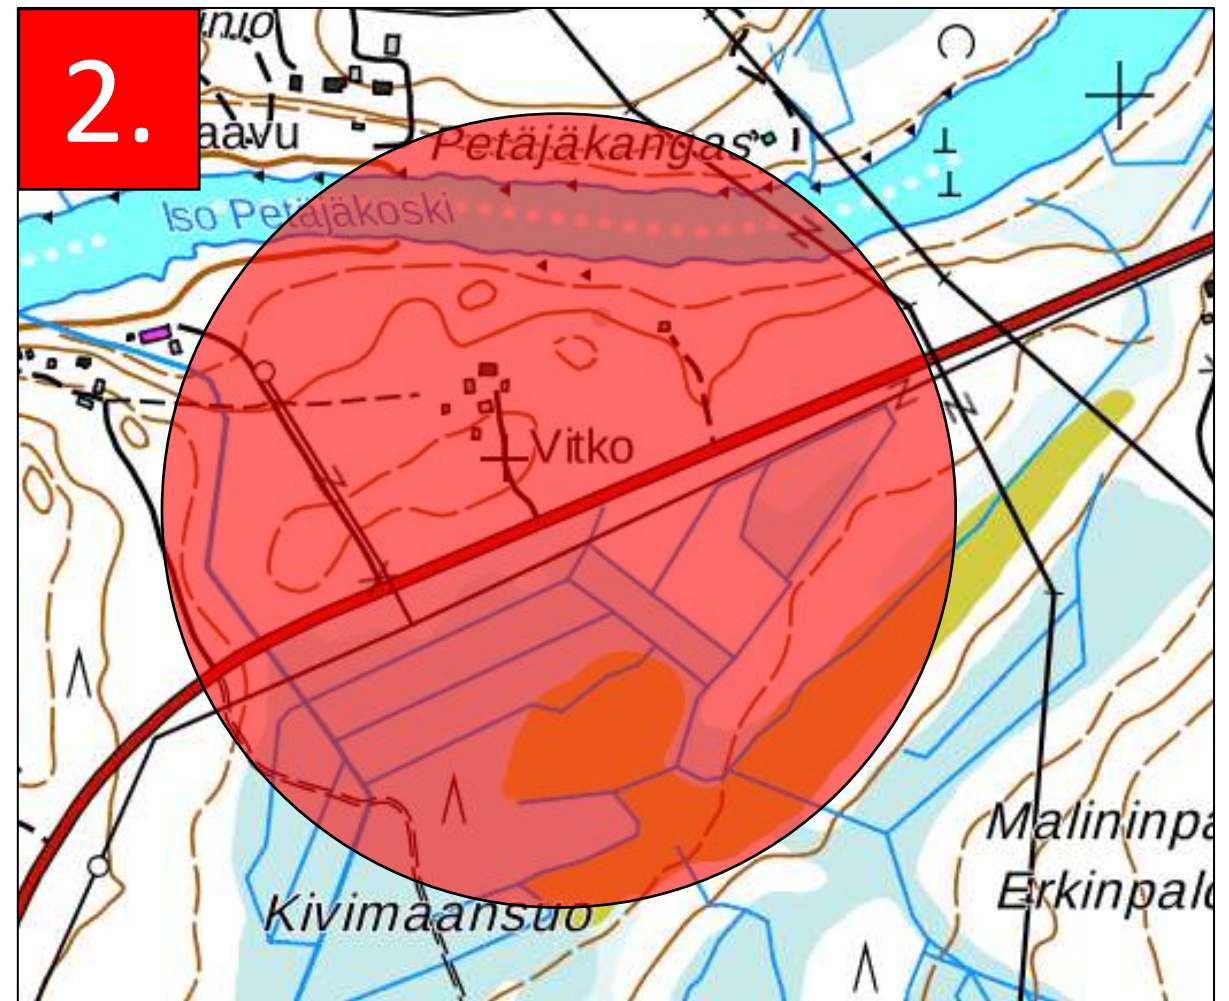 2.
aavu
Petäjäkangas
Iso Petäjäkoski
Vitko
Malininpa
Erkinpalo
Kivimaansuo